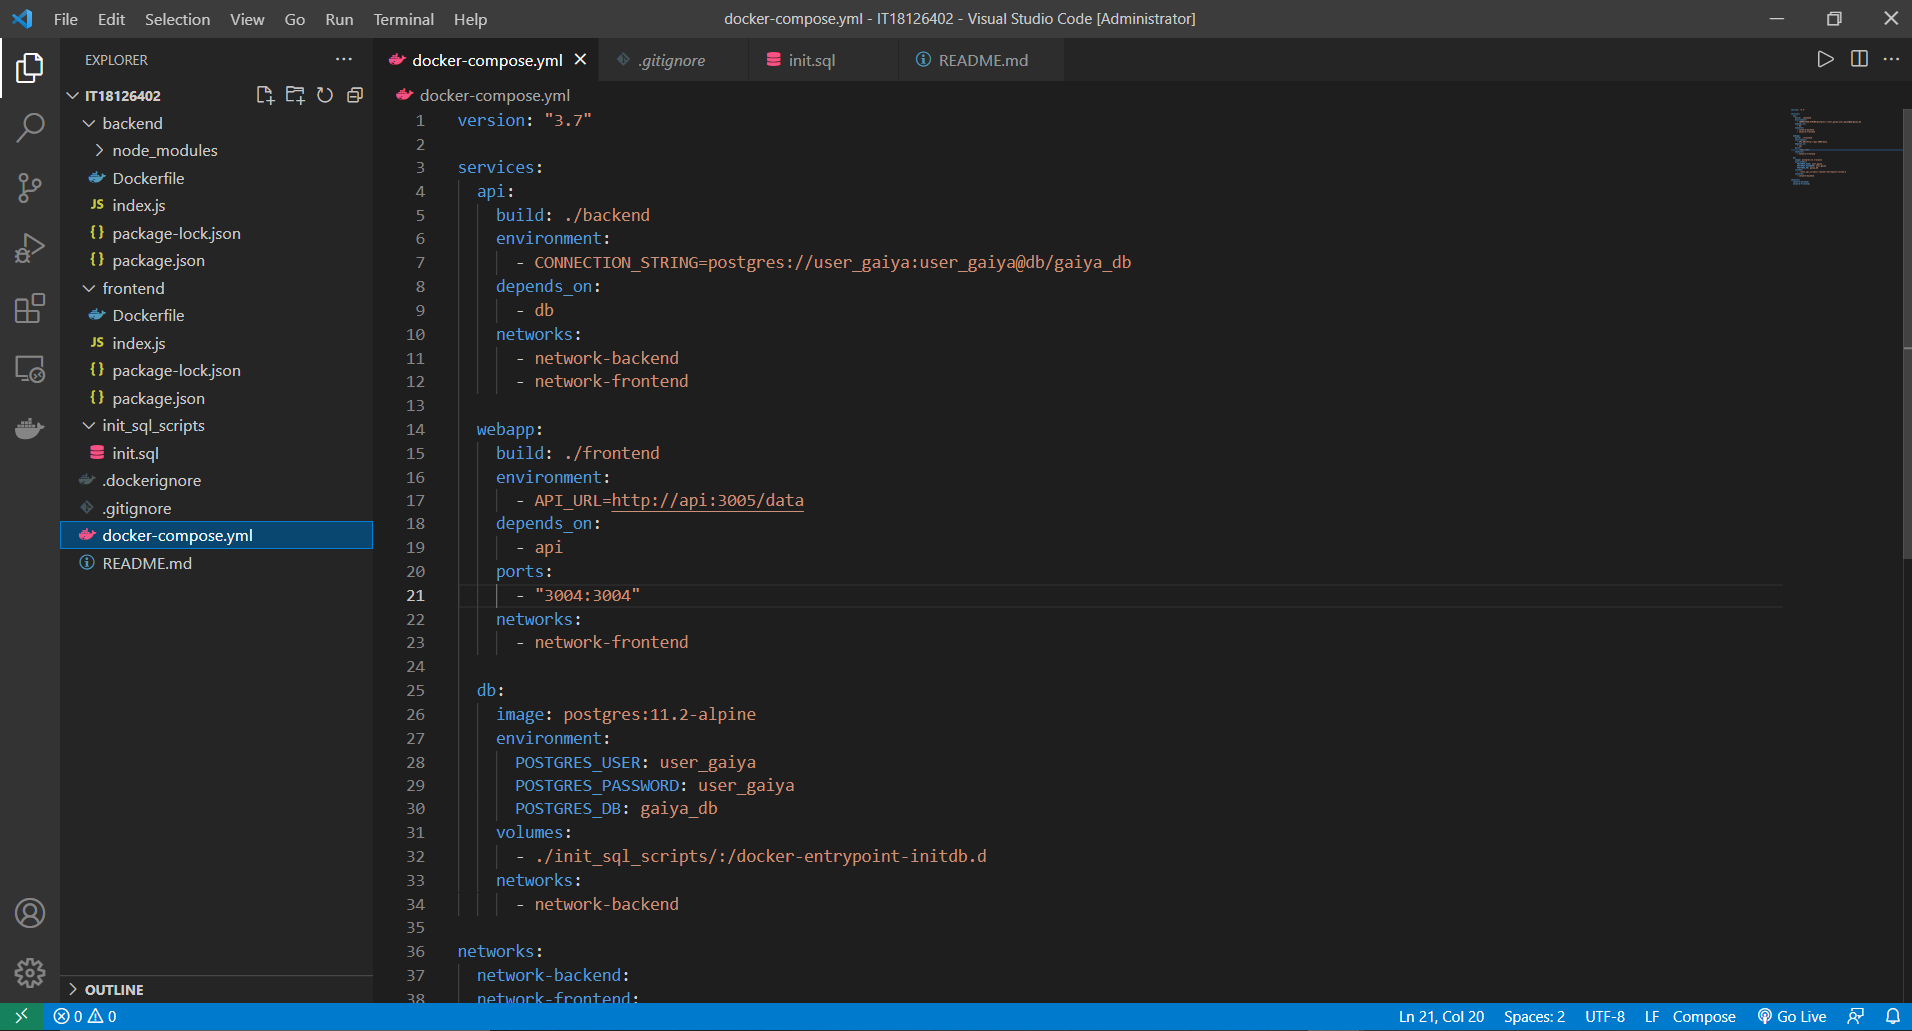 File Edit Selection View Go Run Terminal Help
docker-compose.yml - IT18126402 - Visual Studio Code [Administrator]
EXPLORER
IT18126402
backend
node_modules
Dockerfile
JS index.js
{} package-lock.json
{} package.json
frontend
Dockerfile
JS index.js
{} package-lock.json
{} package.json
init_sql_scripts
init.sql
.dockerignore
.gitignore
docker-compose.yml
README.md
OUTLINE
docker-compose.yml .gitignore init.sql README.md
docker-compose.yml
1 version: "3.7"
2
3 services:
4 api:
5 build: ./backend
6 environment:
7 - CONNECTION_STRING=postgres://user_gaiya:user_gaiya@db/gaiya_db
8 depends_on:
9 - db
10 networks:
11 - network-backend
12 - network-frontend
13
14 webapp:
15 build: ./frontend
16 environment:
17 - API_URL=http://api:3005/data
18 depends_on:
19 - api
20 ports:
21 - "3004:3004"
22 networks:
23 - network-frontend
24
25 db:
26 image: postgres:11.2-alpine
27 environment:
28 POSTGRES_USER: user_gaiya
29 POSTGRES_PASSWORD: user_gaiya
30 POSTGRES_DB: gaiya_db
31 volumes:
32 - ./init_sql_scripts/:/docker-entrypoint-initdb.d
33 networks:
34 - network-backend
35
36 networks:
37 network-backend:
38 network-frontend:
0 0 Ln 21, Col 20 Spaces: 2 UTF-8 LF Compose Go Live